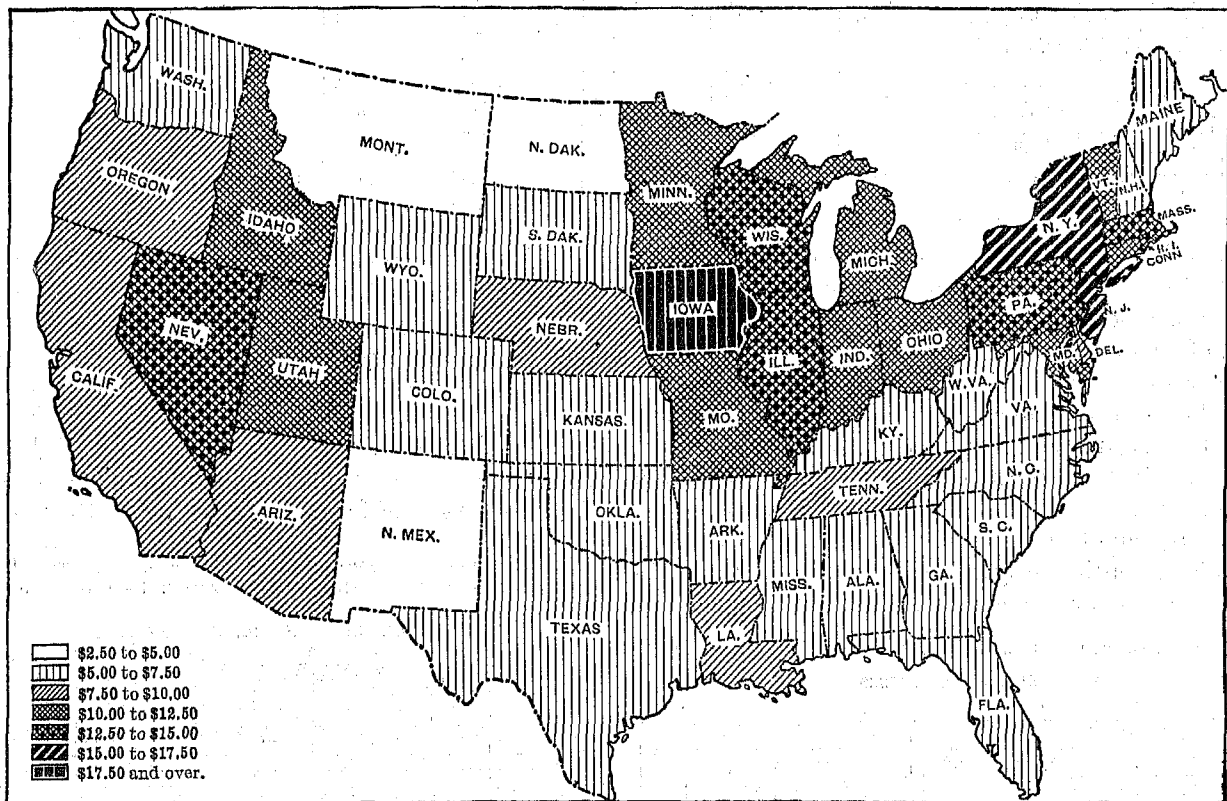 WASH.
MONT.
N. DAK.
MINN.
MAINE
OREGON
IDAHO
S. DAK.
WIS.
MICH.
VT.
N.H.
N. Y.
MASS.
R. I.
CONN
WYO.
NEBR.
IOWA
PA.
N. J.
NEV.
UTAH
COLO.
ILL.
IND.
OHIO
MD.
DEL.
CALIF.
KANSAS.
MO.
W.VA.
VA.
KY.
ARIZ.
N. MEX.
OKLA.
ARK.
TENN.
N. C.
S. C.
TEXAS
LA.
MISS.
ALA.
GA.
FLA.
$2.50 to $5.00
$5.00 to $7.50
$7.50 to $10.00
$10.00 to $12.50
$12.50 to $15.00
$15.00 to $17.50
$17.50 and over.